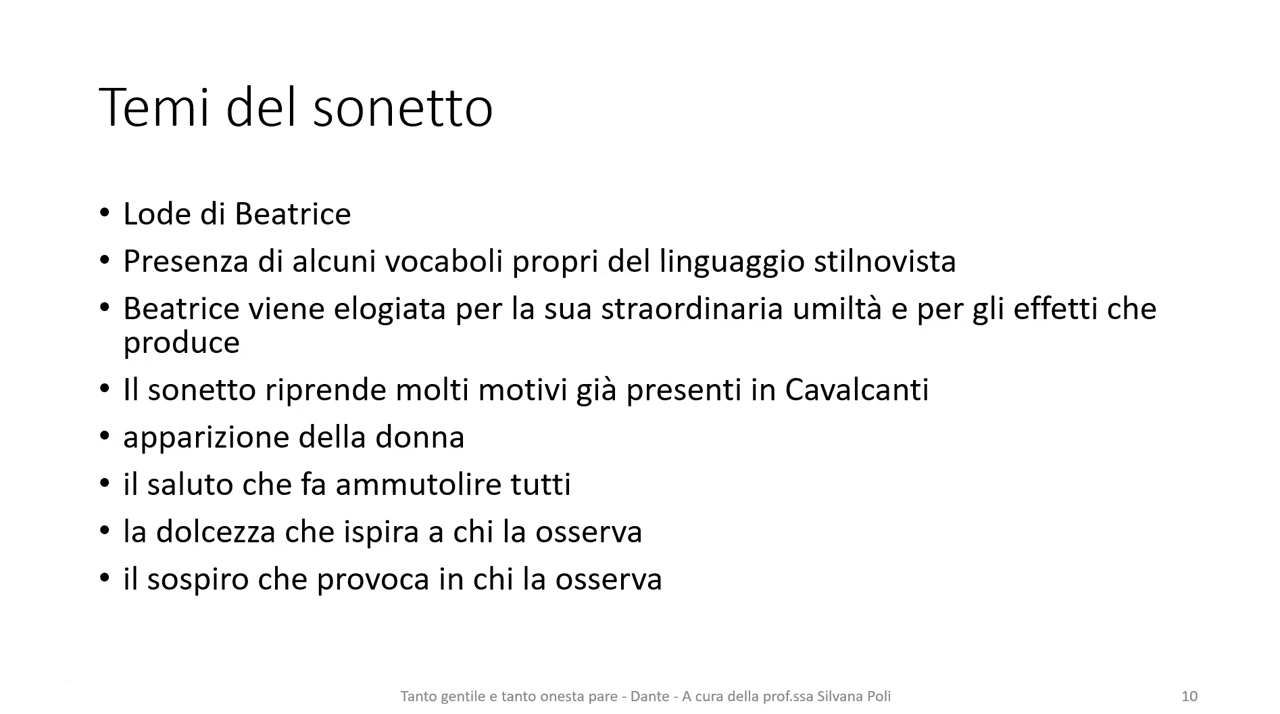 Temi del sonetto
• Lode di Beatrice
• Presenza di alcuni vocaboli propri del linguaggio stilnovista
• Beatrice viene elogiata per la sua straordinaria umiltà e per gli effetti che
produce
• Il sonetto riprende molti motivi già presenti in Cavalcanti
• apparizione della donna
• il saluto che fa ammutolire tutti
• la dolcezza che ispira a chi la osserva
• il sospiro che provoca in chi la osserva
Tanto gentile e tanto onesta pare - Dante - A cura della prof.ssa Silvana Poli
10